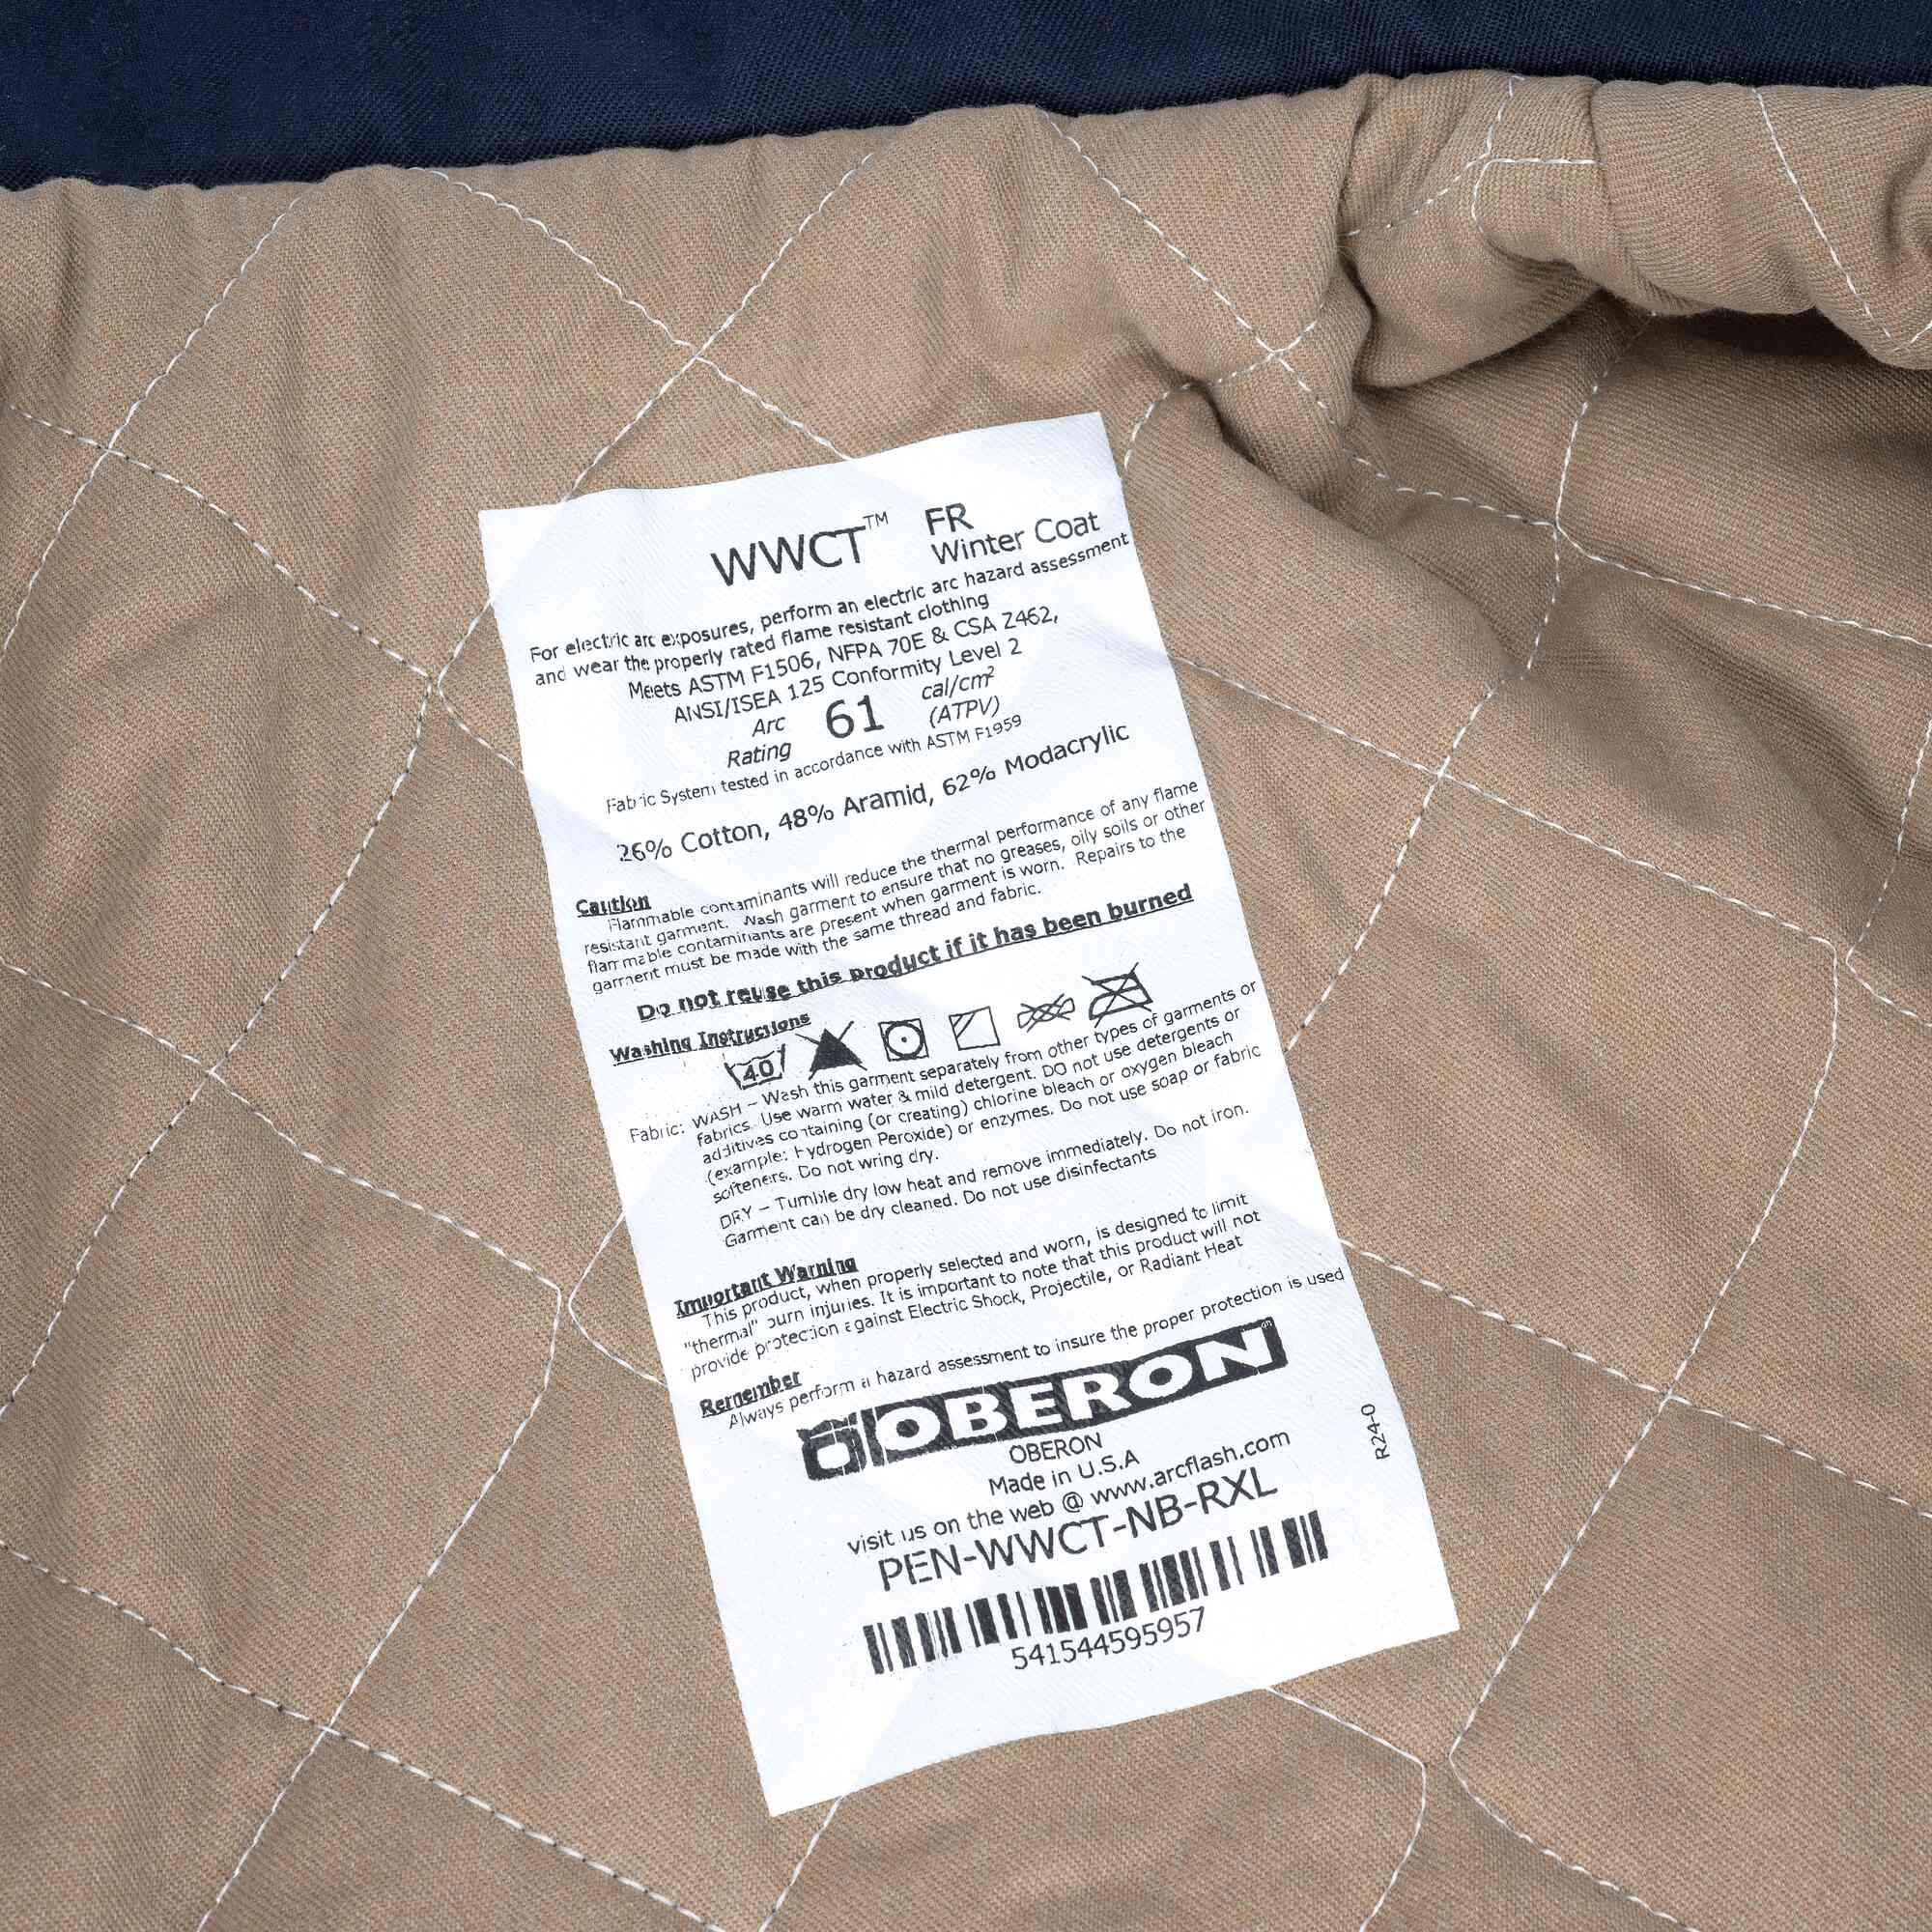 WWCT™ FR
Winter Coat
For electric arc exposures, perform an electric arc hazard assessment
and wear the properly rated flame resistant clothing
Meets ASTM F1506, NFPA 70E & CSA Z462,
ANSI/ISEA 125 Conformity Level 2
Arc
Rating
61
cal/cm²
(ATPV)
Fabric System tested in accordance with ASTM F1959
26% Cotton, 48% Aramid, 62% Modacrylic
Caution
Flammable contaminants will reduce the thermal performance of any flame
resistant garment. Wash garment to ensure that no greases, oily soils or other
flammable contaminants are present when garment is worn. Repairs to the
garment must be made with the same thread and fabric.
Do not reuse this product if it has been burned
Washing Instructions
40
Fabric: WASH – Wash this garment separately from other types of garments or
fabrics. Use warm water & mild detergent. DO not use detergents or
additives containing (or creating) chlorine bleach or oxygen bleach
(example: Hydrogen Peroxide) or enzymes. Do not use soap or fabric
softeners. Do not wring dry.
DRY – Tumble dry low heat and remove immediately. Do not iron.
Garment can be dry cleaned. Do not use disinfectants
Important Warning
This product, when properly selected and worn, is designed to limit
"thermal" burn injuries. It is important to note that this product will not
provide protection against Electric Shock, Projectile, or Radiant Heat
Remember
Always perform a hazard assessment to insure the proper protection is used
OBERON
OBERON
Made in U.S.A
visit us on the web @ www.arcflash.com
PEN-WWCT-NB-RXL
541544595957
R24-0